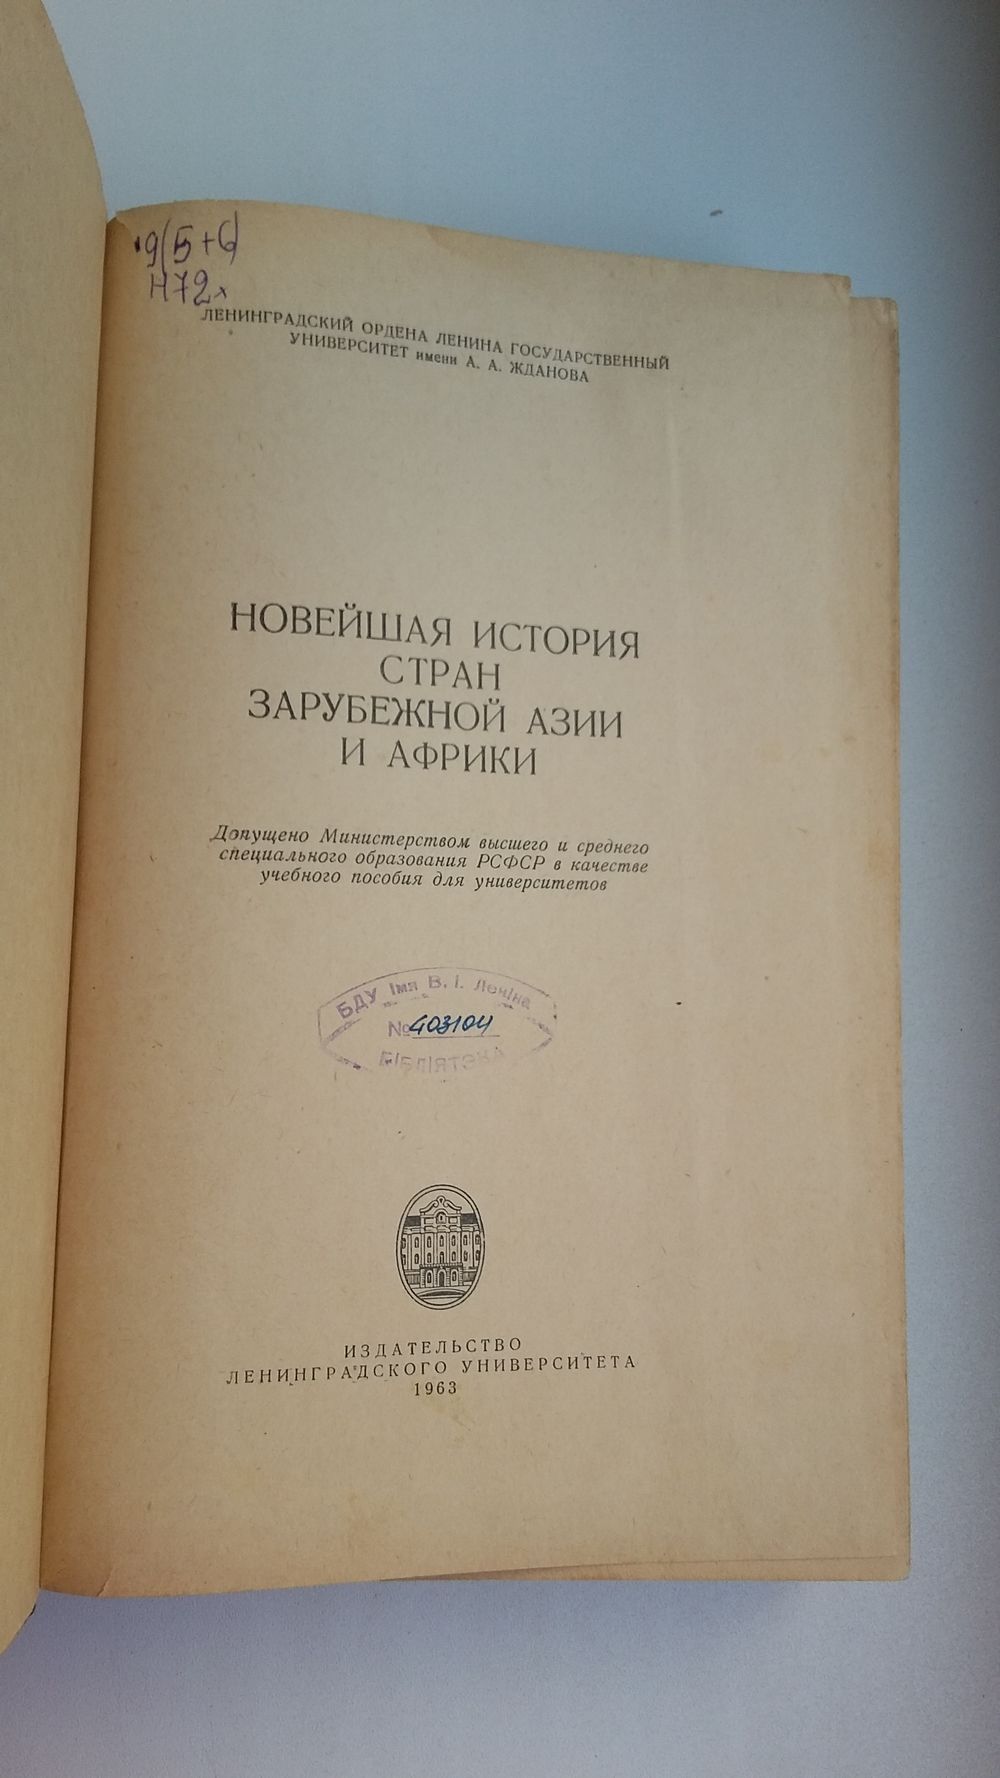 9(5+6)
Н72
ЛЕНИНГРАДСКИЙ ОРДЕНА ЛЕНИНА ГОСУДАРСТВЕННЫЙ
УНИВЕРСИТЕТ имени А. А. ЖДАНОВА
НОВЕЙШАЯ ИСТОРИЯ
СТРАН
ЗАРУБЕЖНОЙ АЗИИ
И АФРИКИ
Допущено Министерством высшего и среднего
специального образования РСФСР в качестве
учебного пособия для университетов
БДУ Імя В. І. Леніна
№ 403104
БІБЛІЯТЭКА
ИЗДАТЕЛЬСТВО
ЛЕНИНГРАДСКОГО УНИВЕРСИТЕТА
1963